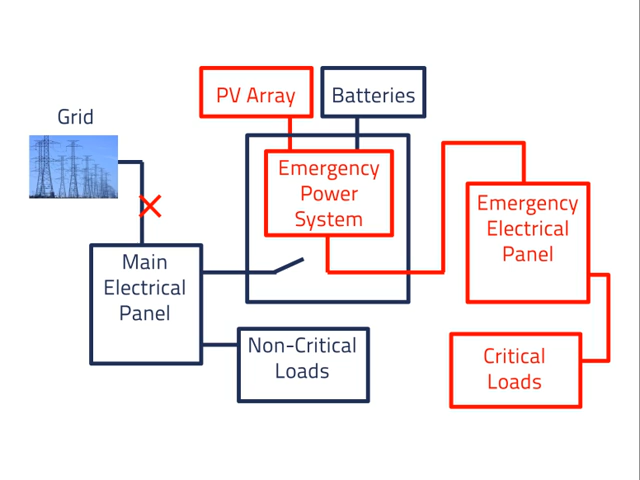 PV Array
Batteries
Grid
Emergency
Power
System
Emergency
Electrical
Panel
Main
Electrical
Panel
Non-Critical
Loads
Critical
Loads